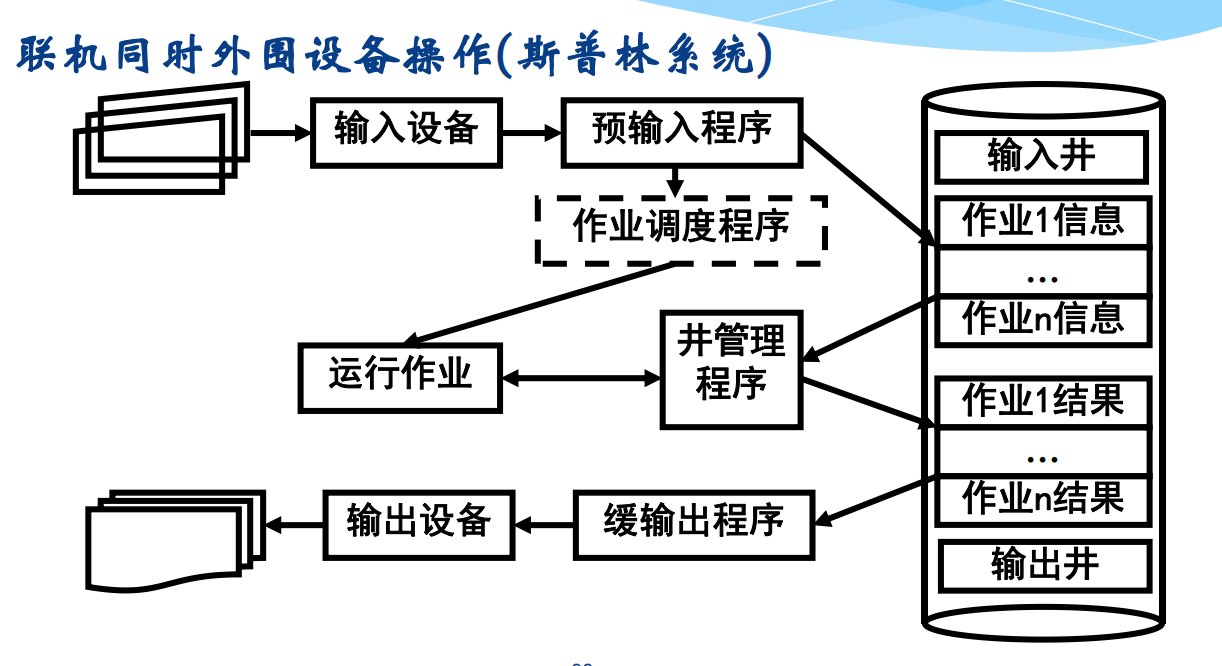 联机同时外围设备操作(斯普林系统)
输入设备
预输入程序
输入井
作业调度程序
作业1信息
...
作业n信息
井管理
程序
运行作业
作业1结果
...
作业n结果
输出设备
缓输出程序
输出井